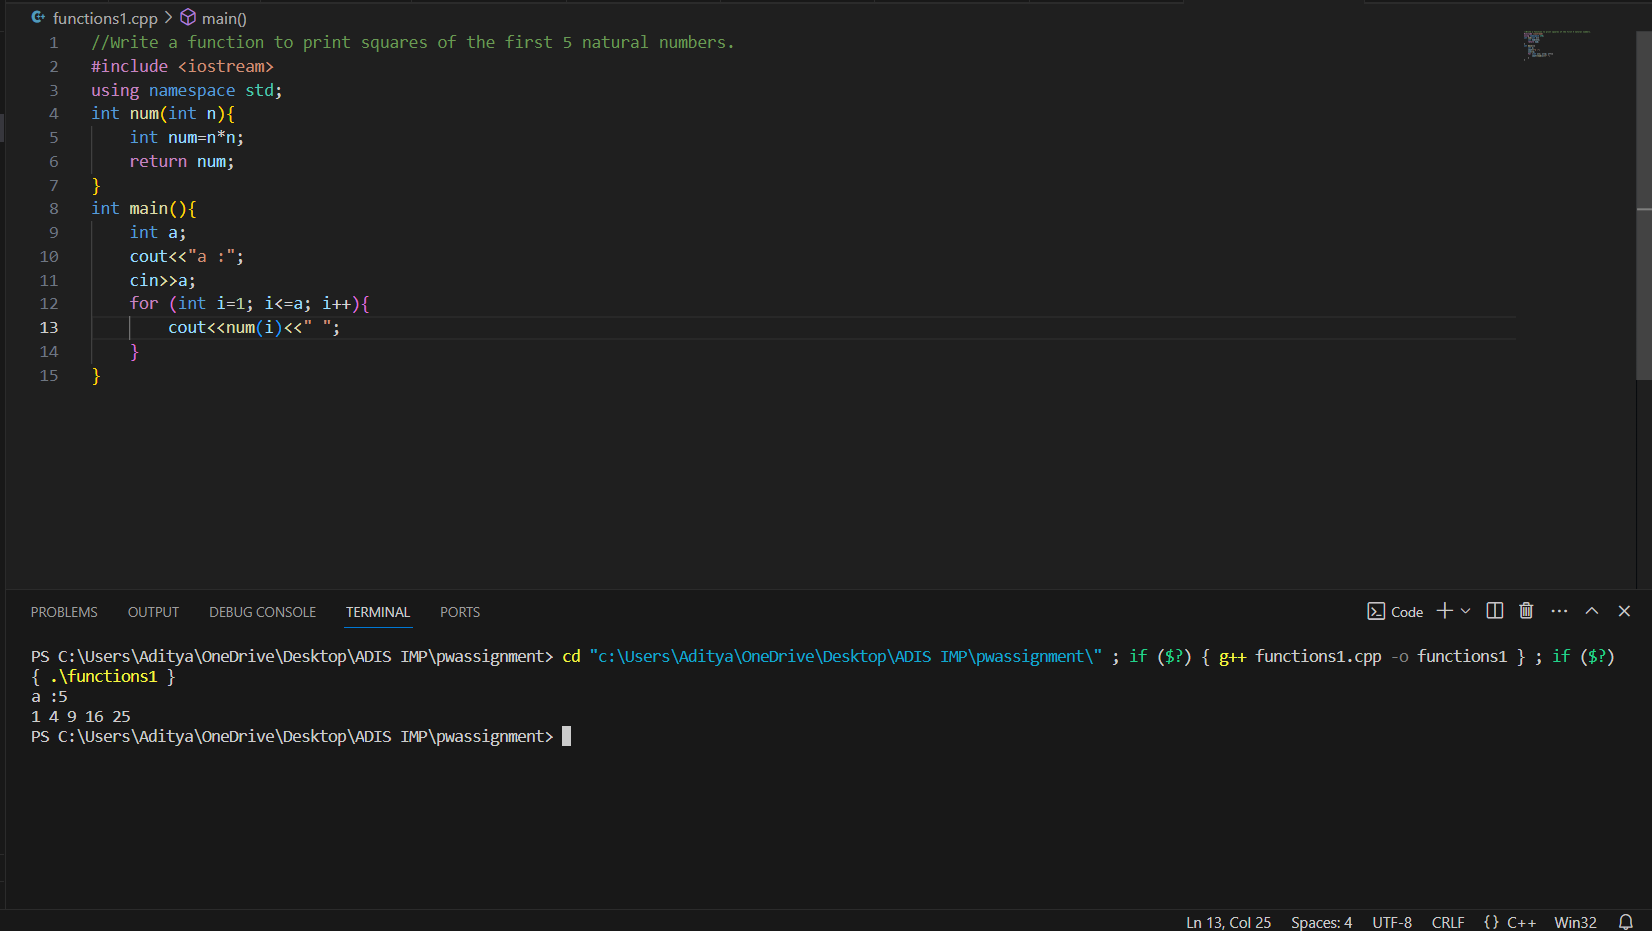 functions1.cpp > main()
1 //Write a function to print squares of the first 5 natural numbers.
2 #include <iostream>
3 using namespace std;
4 int num(int n){
5     int num=n*n;
6     return num;
7 }
8 int main(){
9     int a;
10     cout<<"a :";
11     cin>>a;
12     for (int i=1; i<=a; i++){
13         cout<<num(i)<<" ";
14     }
15 }
PROBLEMS OUTPUT DEBUG CONSOLE TERMINAL PORTS Code
PS C:\Users\Aditya\OneDrive\Desktop\ADIS IMP\pwassignment> cd "c:\Users\Aditya\OneDrive\Desktop\ADIS IMP\pwassignment\" ; if ($?) { g++ functions1.cpp -o functions1 } ; if ($?)
{ .\functions1 }
a :5
1 4 9 16 25
PS C:\Users\Aditya\OneDrive\Desktop\ADIS IMP\pwassignment>
Ln 13, Col 25 Spaces: 4 UTF-8 CRLF {} C++ Win32